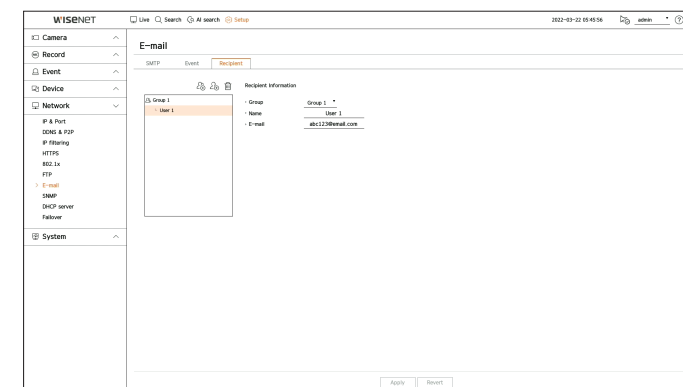 WISENET Live Search AI search Setup 2022-03-22 05:45:56 admin
Camera
Record
Event
Device
Network
IP & Port
DDNS & P2P
IP filtering
HTTPS
802.1x
FTP
E-mail
SNMP
DHCP server
Failover
System
E-mail
SMTP Event Recipient
Group 1
User 1
Recipient Information
Group Group 1
Name User 1
E-mail abc123@email.com
Apply Revert